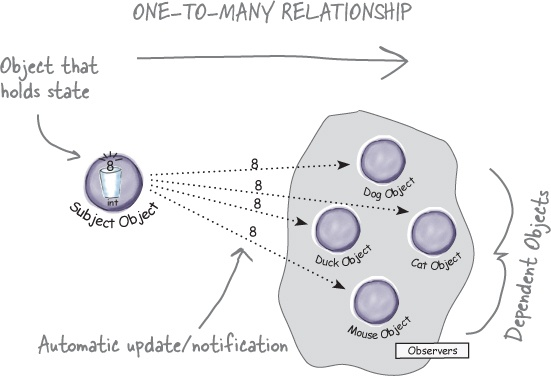 ONE-TO-MANY RELATIONSHIP
Object that
holds state
8
int
Subject Object
8
8
8
8
Dog Object
Duck Object
Cat Object
Mouse Object
Observers
Dependent Objects
Automatic update/notification